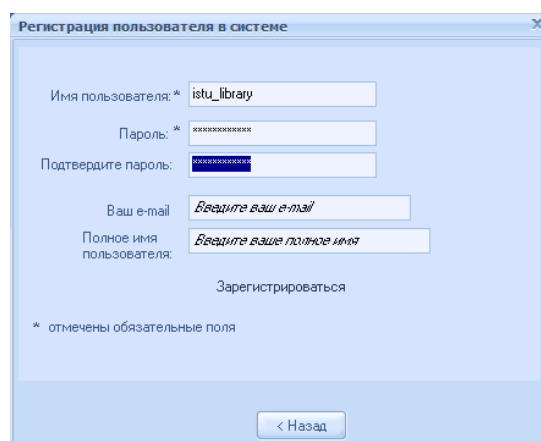 Регистрация пользователя в системе
Имя пользователя: * istu_library
Пароль: * ************
Подтвердите пароль: ************
Ваш e-mail Введите ваш e-mail
Полное имя пользователя: Введите ваше полное имя
Зарегистрироваться
* отмечены обязательные поля
< Назад